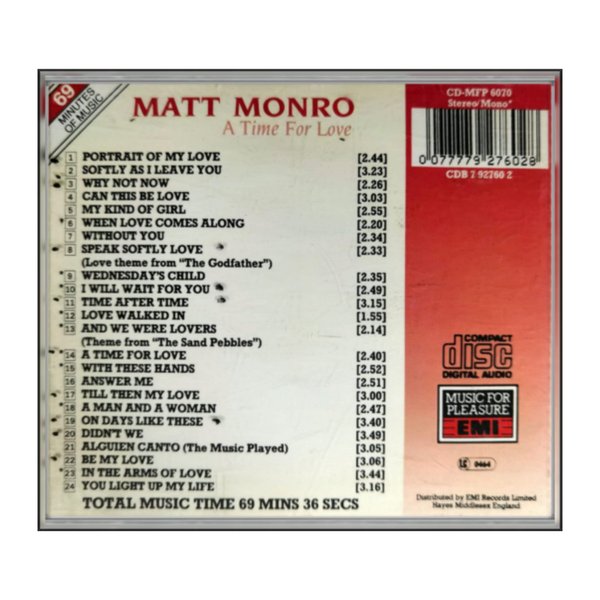 69
MINUTES
OF MUSIC
MATT MONRO
A Time For Love
CD-MFP 6070
Stereo/Mono*
0 077779 276028
CDB 7 92760 2
1 PORTRAIT OF MY LOVE [2.44]
2 SOFTLY AS I LEAVE YOU [3.23]
3 WHY NOT NOW [2.26]
4 CAN THIS BE LOVE [3.03]
5 MY KIND OF GIRL [2.55]
6 WHEN LOVE COMES ALONG [2.20]
7 WITHOUT YOU [2.34]
8 SPEAK SOFTLY LOVE [2.33]
(Love theme from "The Godfather")
9 WEDNESDAY'S CHILD [2.35]
10 I WILL WAIT FOR YOU [2.49]
11 TIME AFTER TIME [3.15]
12 LOVE WALKED IN [1.55]
13 AND WE WERE LOVERS [2.14]
(Theme from "The Sand Pebbles")
14 A TIME FOR LOVE [2.40]
15 WITH THESE HANDS [2.52]
16 ANSWER ME [2.51]
17 TILL THEN MY LOVE [3.00]
18 A MAN AND A WOMAN [2.47]
19 ON DAYS LIKE THESE [3.40]
20 DIDN'T WE [3.49]
21 ALGUIEN CANTO (The Music Played) [3.05]
22 BE MY LOVE [3.06]
23 IN THE ARMS OF LOVE [3.44]
24 YOU LIGHT UP MY LIFE [3.16]
TOTAL MUSIC TIME 69 MINS 36 SECS
COMPACT
disc
DIGITAL AUDIO
MUSIC FOR
PLEASURE
EMI
LC 0464
Distributed by EMI Records Limited
Hayes Middlesex England